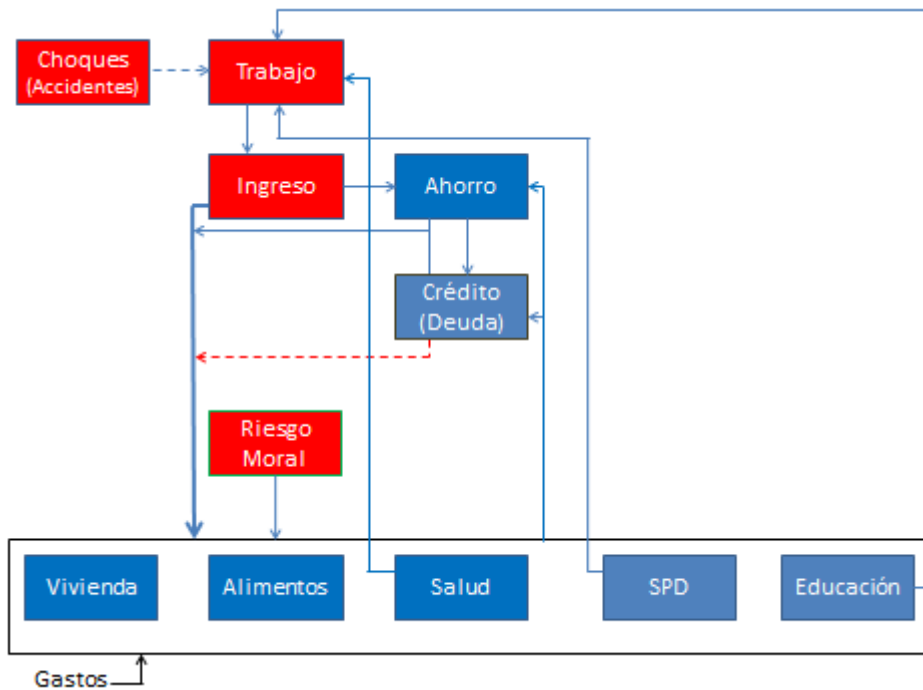 Choques
(Accidentes)
Trabajo
Ingreso
Ahorro
Crédito
(Deuda)
Riesgo
Moral
Vivienda
Alimentos
Salud
SPD
Educación
Gastos